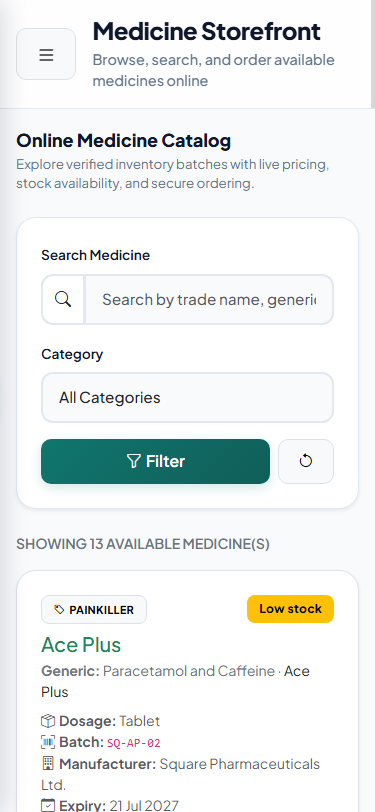 Medicine Storefront
Browse, search, and order available
medicines online
Online Medicine Catalog
Explore verified inventory batches with live pricing,
stock availability, and secure ordering.
Search Medicine
Search by trade name, generic
Category
All Categories
Filter
SHOWING 13 AVAILABLE MEDICINE(S)
PAINKILLER
Low stock
Ace Plus
Generic: Paracetamol and Caffeine · Ace
Plus
Dosage: Tablet
Batch: SQ-AP-02
Manufacturer: Square Pharmaceuticals
Ltd.
Expiry: 21 Jul 2027